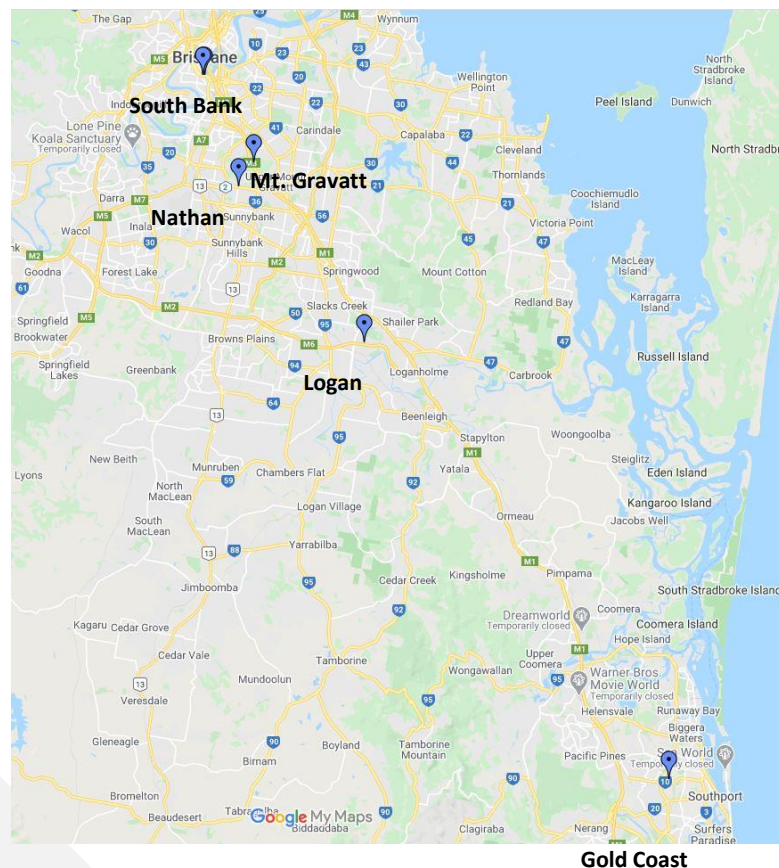 The Gap
M5
Brisbane
10
23
43
Wynnum
Wellington
Point
Peel Island
North
Stradbroke
Island
Dunwich
South Bank
Lone Pine
Koala Sanctuary
Temporarily closed
Carindale
Capalaba
Cleveland
Thornlands
North Stradbroke
Mt. Gravatt
Coochiemudlo
Island
Darra
Nathan
Sunnybank
Inala
Wacol
Victoria Point
Sunnybank
Hills
MacLeay
Island
Goodna
Forest Lake
Springwood
Mount Cotton
Karragarra
Island
Redland Bay
Springfield
Brookwater
Slacks Creek
Shailer Park
Russell Island
Browns Plains
Springfield
Lakes
Greenbank
Loganholme
Carbrook
Logan
Beenleigh
Stapylton
Woongoolba
New Beith
Steiglitz
Lyons
Munruben
Chambers Flat
Yatala
Eden Island
North
MacLean
Logan Village
Kangaroo Island
Ormeau
Jacobs Well
South
MacLean
Yarrabilba
Cedar Creek
Kingsholme
Pimpama
Jimboomba
South Stradbroke Island
Dreamworld
Temporarily closed
Coomera
Coomera Island
Kagaru
Cedar Grove
Hope Island
Cedar Vale
Tamborine
Upper
Coomera
Wongawallan
Mundoolun
Warner Bros.
Movie World
Temporarily closed
Veresdale
Helensvale
Runaway Bay
Biggera
Waters
Gleneagle
Boyland
Tamborine
Mountain
Pacific Pines
Sea World
Temporarily closed
Birnam
Southport
Bromelton
Beaudesert
Google My Maps
Biddaddaba
Clagiraba
Nerang
Surfers
Paradise
Gold Coast